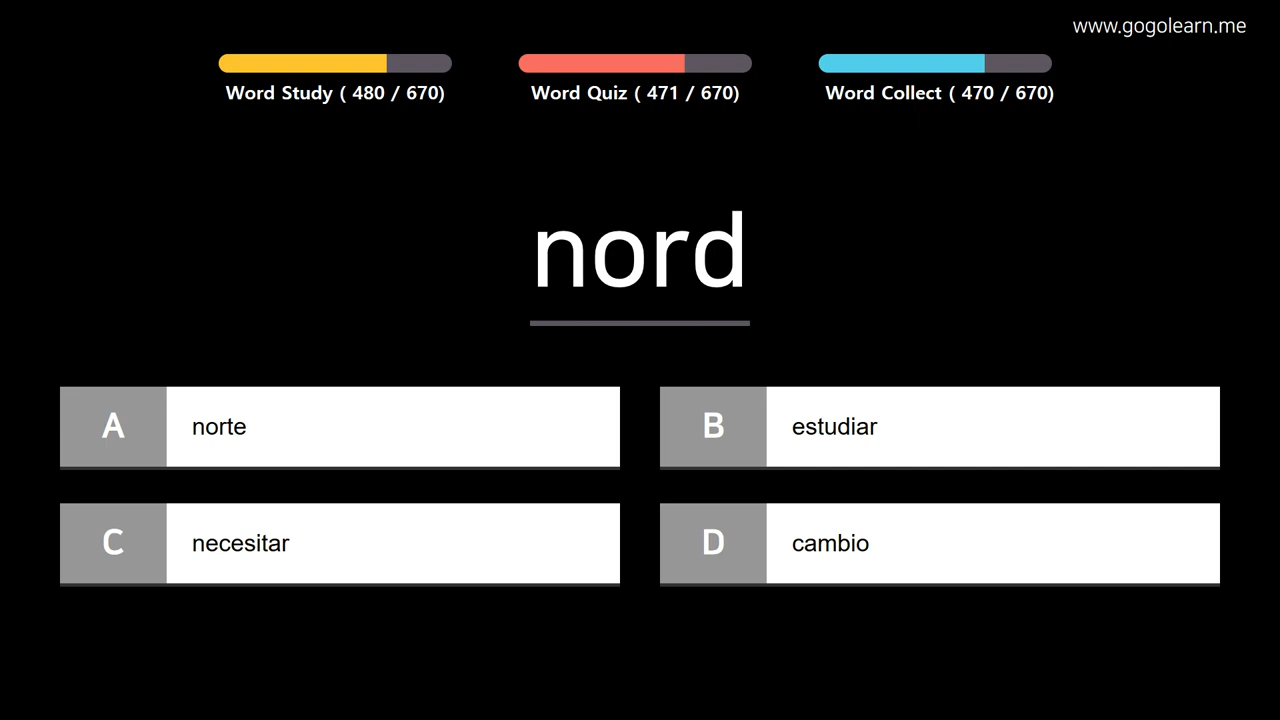 www.gogolearn.me
Word Study ( 480 / 670)
Word Quiz ( 471 / 670)
Word Collect ( 470 / 670)
nord
A norte
B estudiar
C necesitar
D cambio